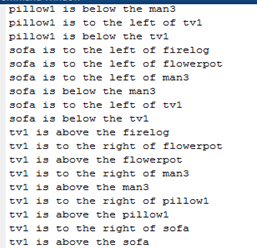 pillow1 is below the man3
pillow1 is to the left of tv1
pillow1 is below the tv1
sofa is to the left of firelog
sofa is to the left of flowerpot
sofa is to the left of man3
sofa is below the man3
sofa is to the left of tv1
sofa is below the tv1
tv1 is above the firelog
tv1 is to the right of flowerpot
tv1 is above the flowerpot
tv1 is to the right of man3
tv1 is above the man3
tv1 is to the right of pillow1
tv1 is above the pillow1
tv1 is to the right of sofa
tv1 is above the sofa